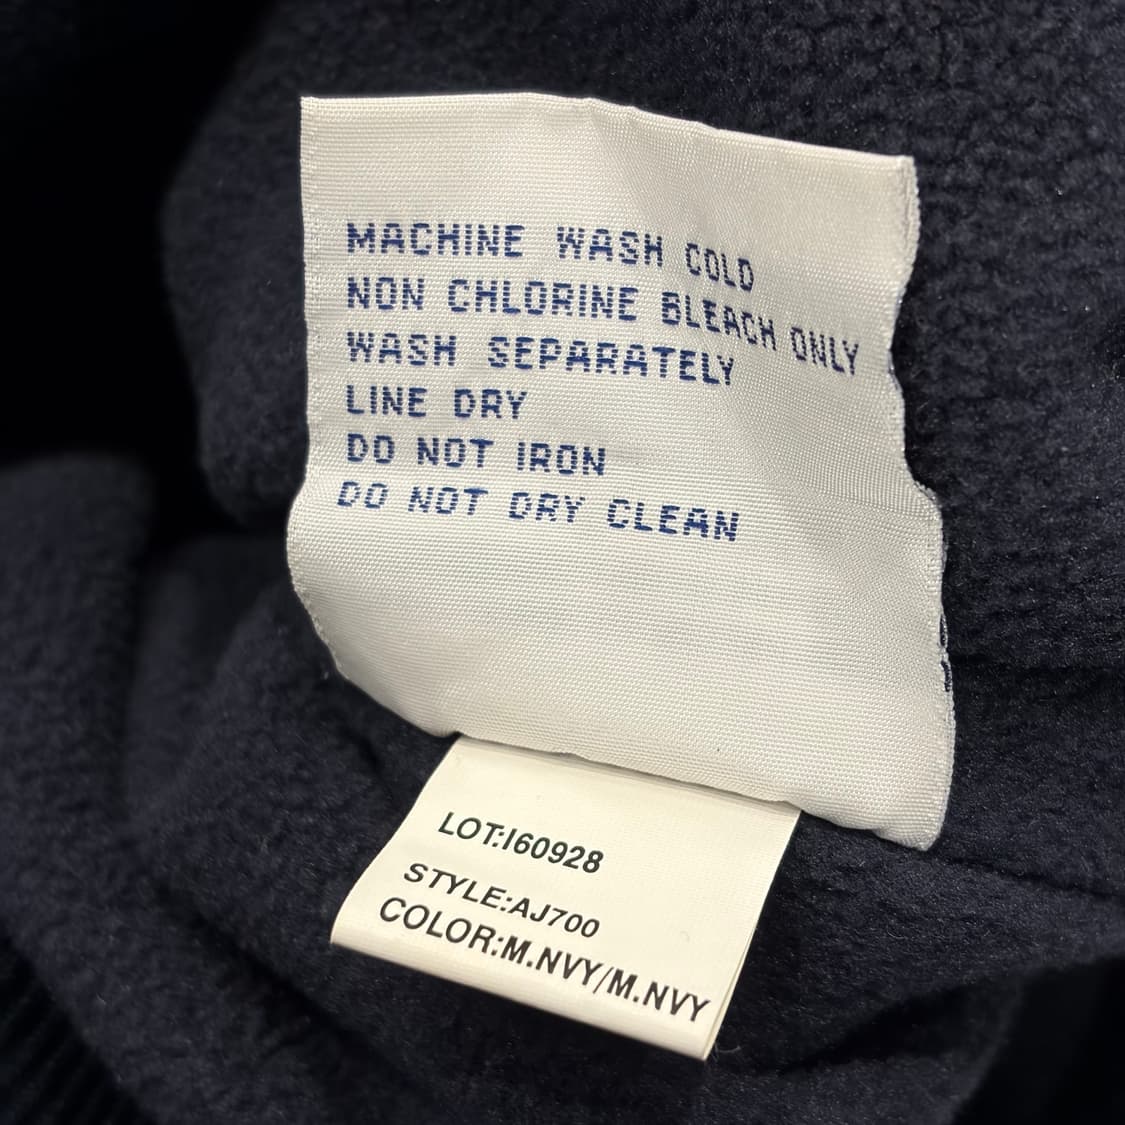 MACHINE WASH COLD
NON CHLORINE BLEACH ONLY
WASH SEPARATELY
LINE DRY
DO NOT IRON
DO NOT DRY CLEAN
LOT:I60928
STYLE:AJ700
COLOR:M.NVY/M.NVY